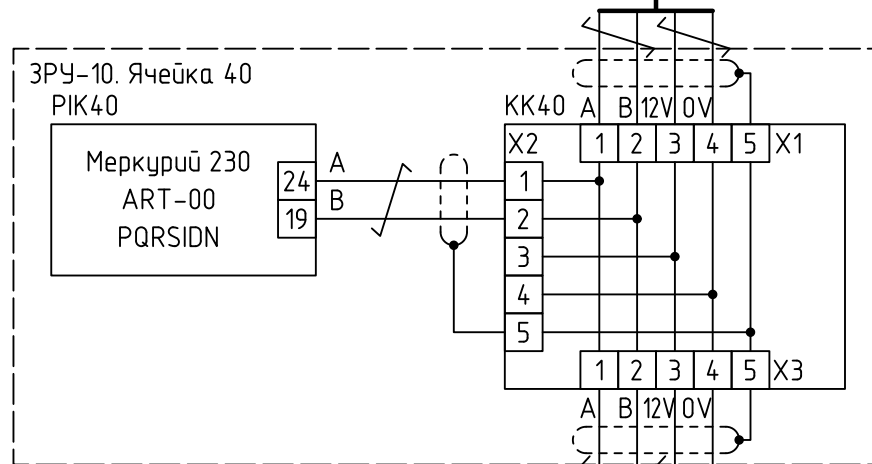 ЗРУ-10. Ячейка 40
PIK40
KK40 A B 12V 0V
X2 1 2 3 4 5 X1
Меркурий 230
ART-00
PQRSIDN
24 A
19 B
1
2
3
4
5
1 2 3 4 5 X3
A B 12V 0V